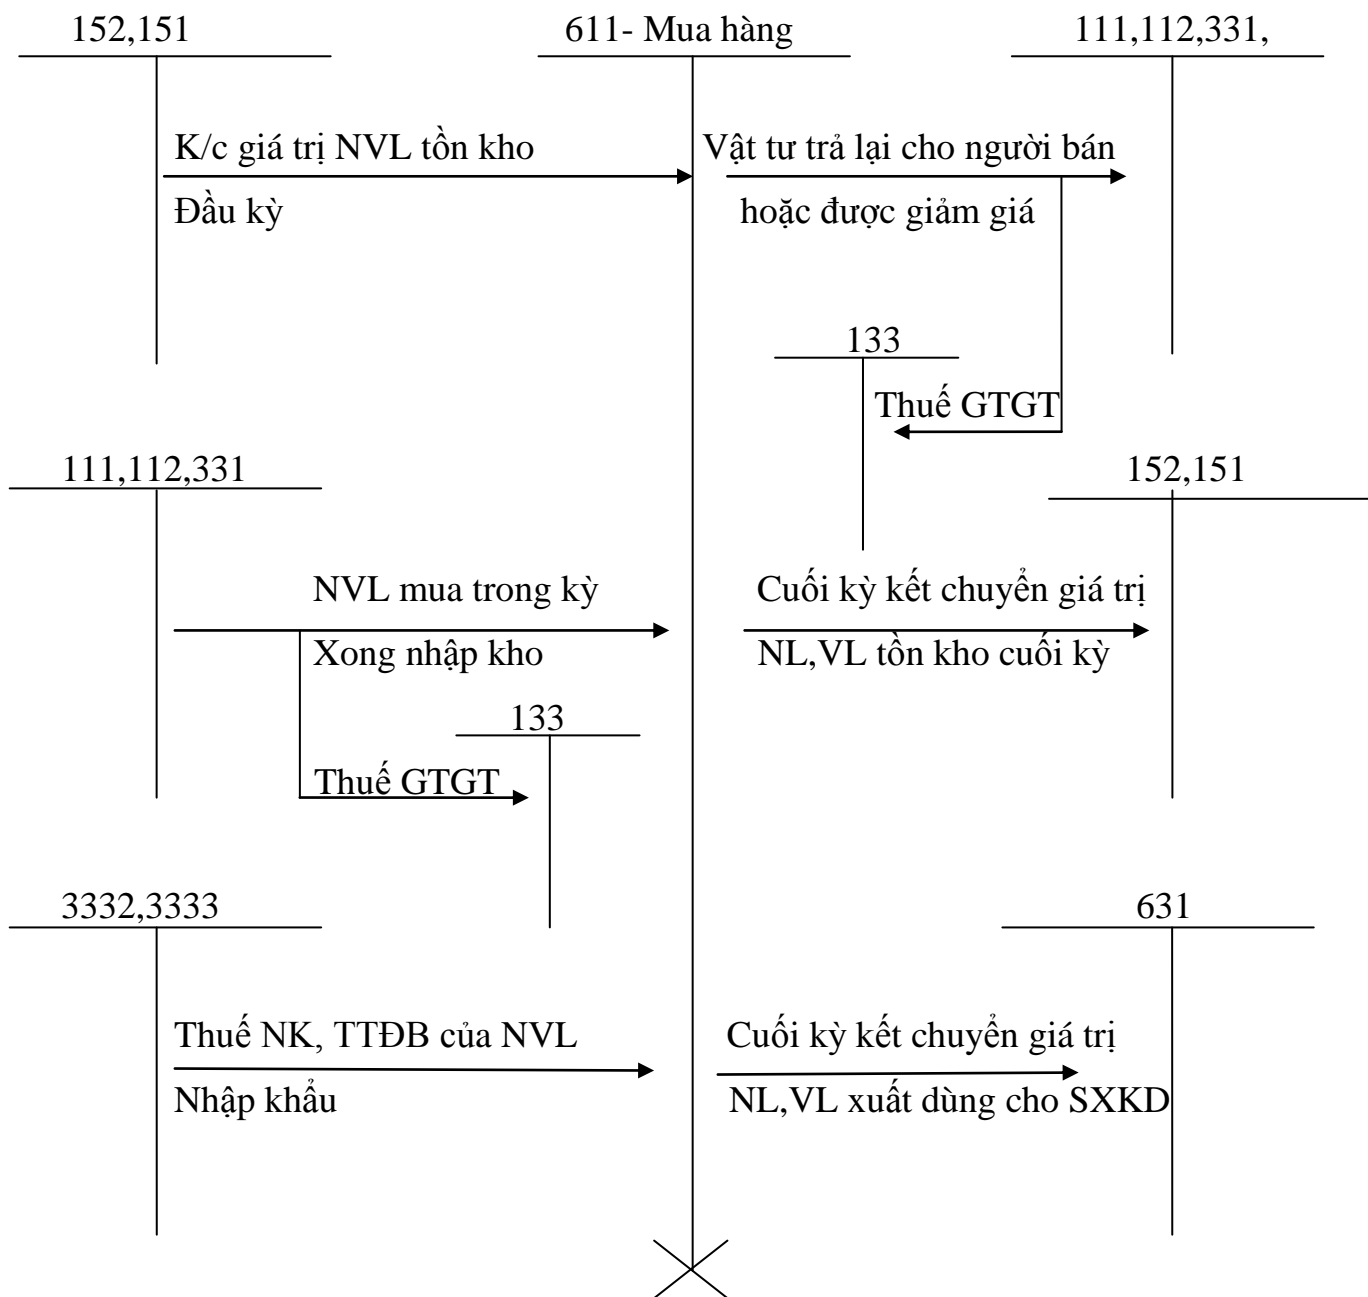 152,151
611- Mua hàng
111,112,331,
K/c giá trị NVL tồn kho
Đầu kỳ
Vật tư trả lại cho người bán
hoặc được giảm giá
133
Thuế GTGT
111,112,331
152,151
NVL mua trong kỳ
Xong nhập kho
Cuối kỳ kết chuyển giá trị
NL,VL tồn kho cuối kỳ
133
Thuế GTGT
3332,3333
631
Thuế NK, TTĐB của NVL
Nhập khẩu
Cuối kỳ kết chuyển giá trị
NL,VL xuất dùng cho SXKD